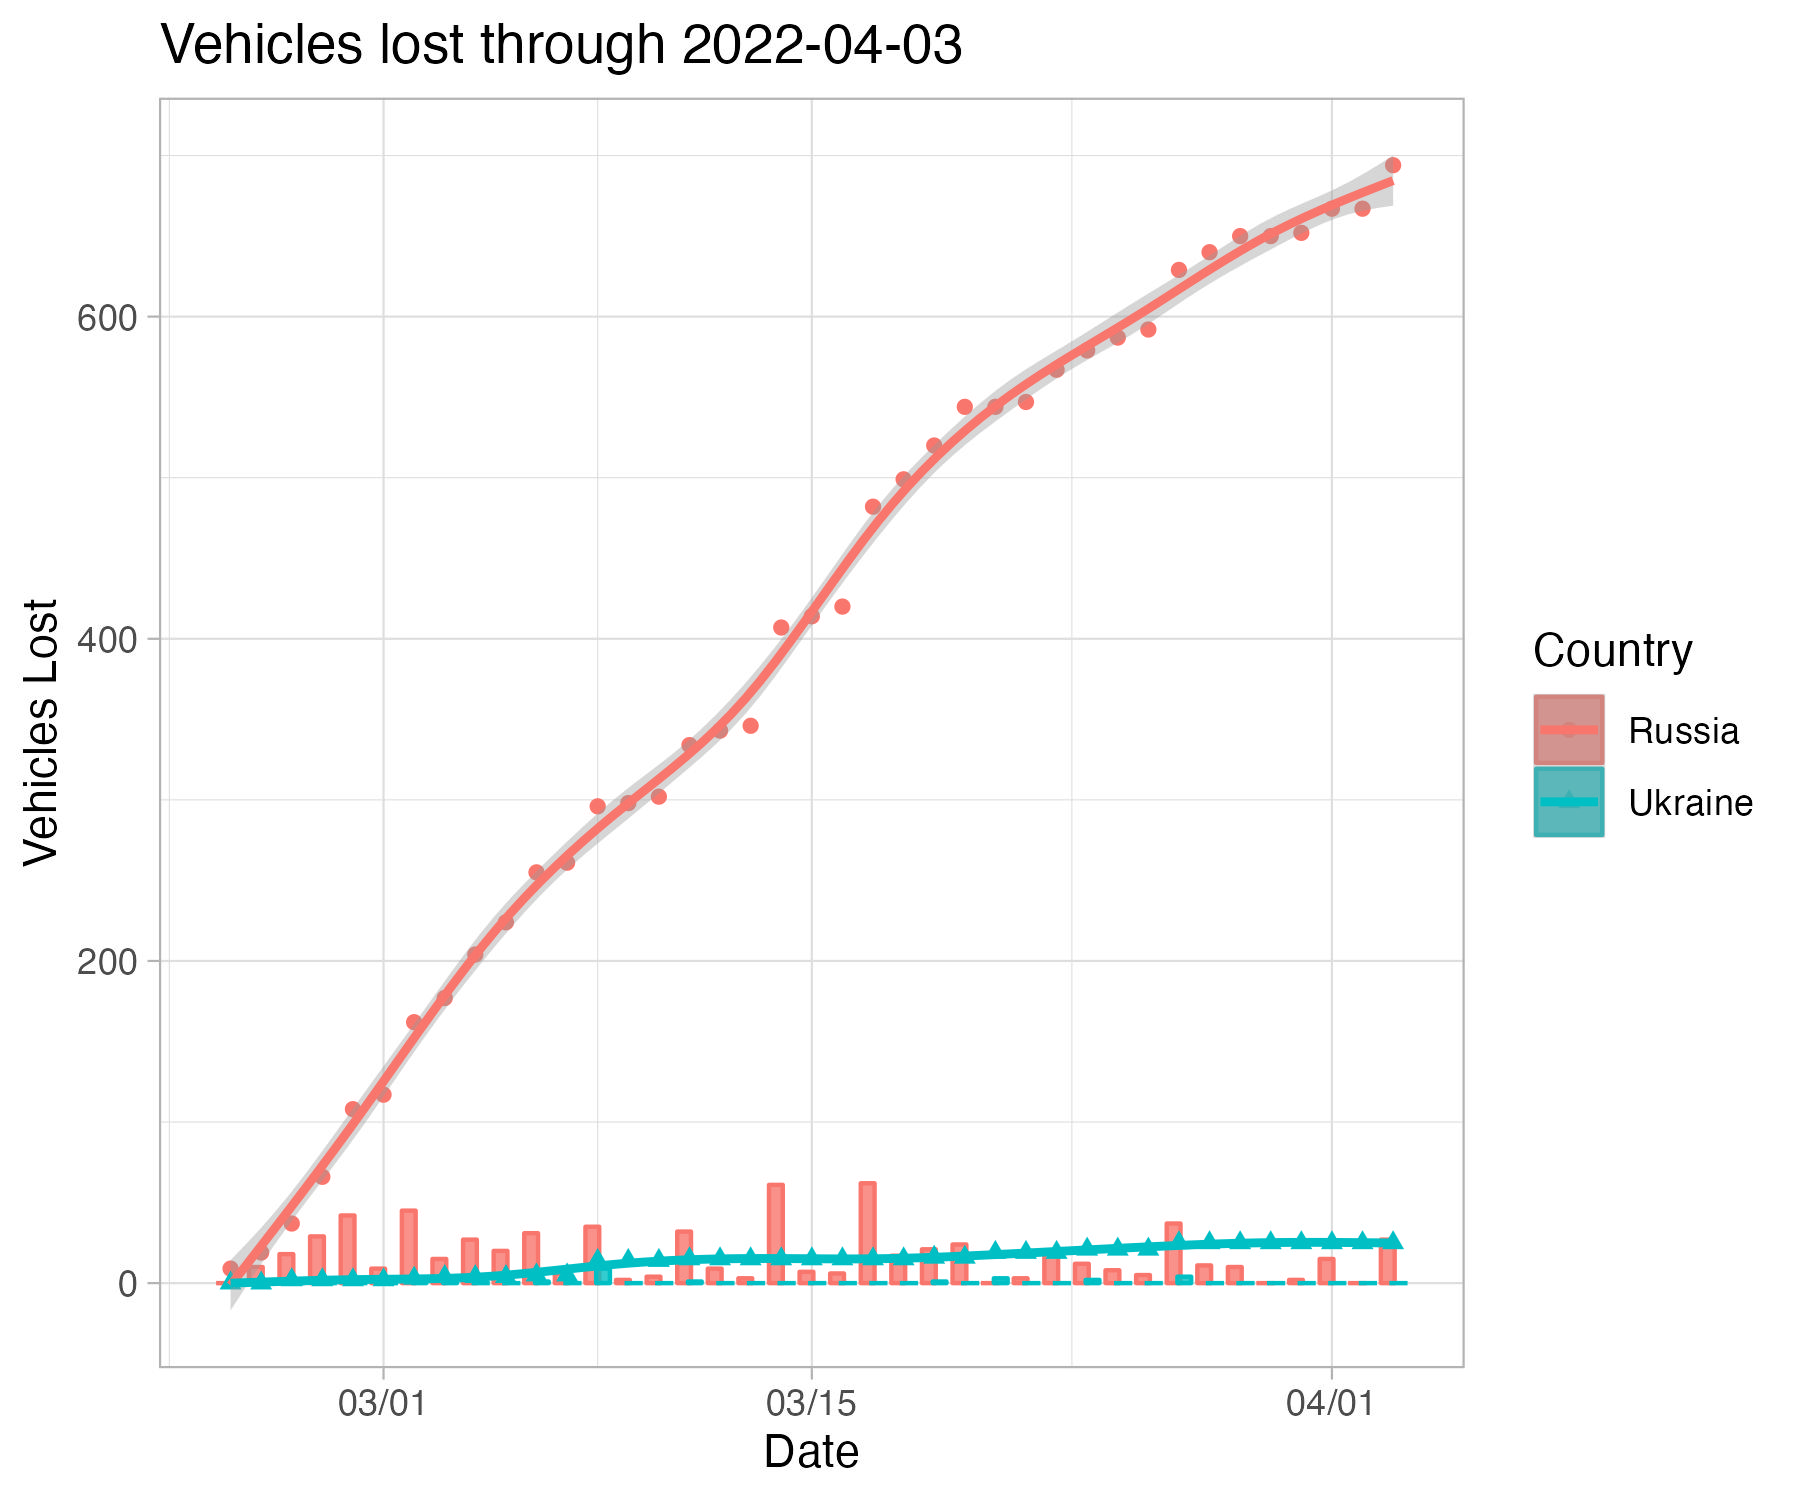 Vehicles lost through 2022-04-03
Vehicles Lost
600
400
200
0
03/01
03/15
04/01
Date
Country
Russia
Ukraine